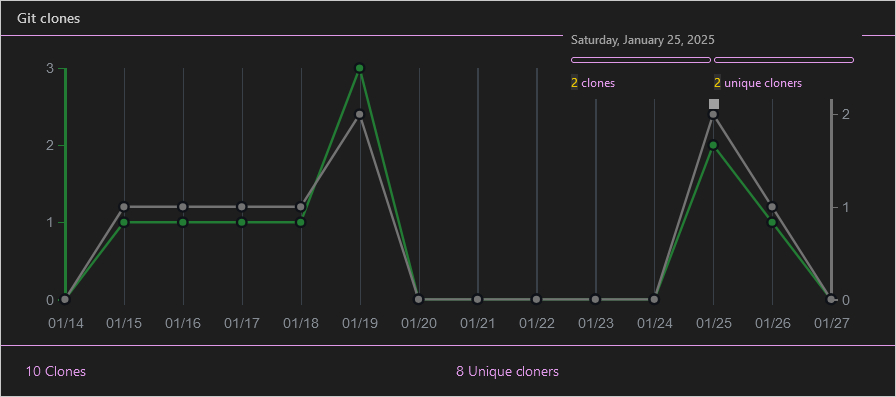 Git clones
Saturday, January 25, 2025
2 clones
2 unique cloners
3
2
1
0
2
1
0
01/14 01/15 01/16 01/17 01/18 01/19 01/20 01/21 01/22 01/23 01/24 01/25 01/26 01/27
10 Clones
8 Unique cloners